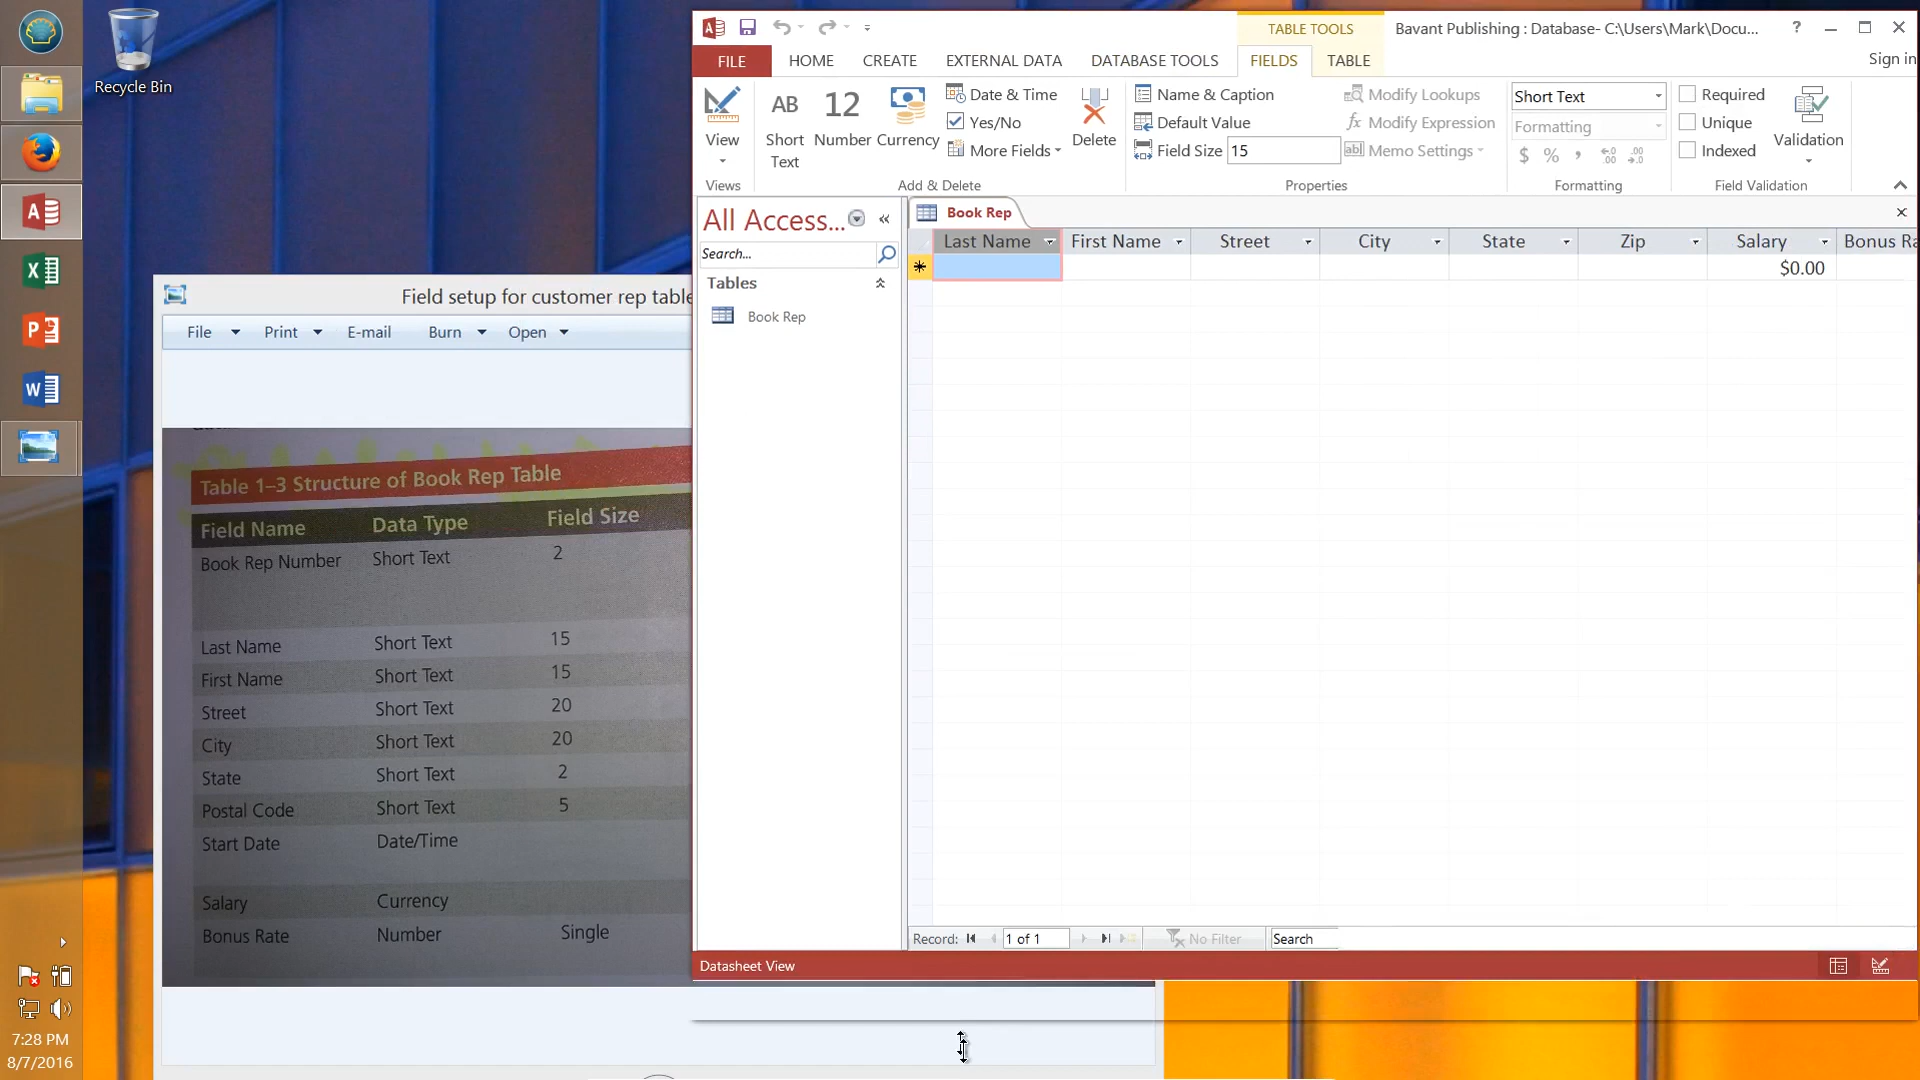 Recycle Bin
TABLE TOOLS
Bavant Publishing : Database- C:\Users\Mark\Docu...
?
FILE
HOME
CREATE
EXTERNAL DATA
DATABASE TOOLS
FIELDS
TABLE
Sign in
View
AB
Short
Text
12
Number
Currency
Date & Time
Yes/No
More Fields
Delete
Name & Caption
Default Value
Field Size 15
Modify Lookups
fx Modify Expression
ab Memo Settings
Short Text
Formatting
$ % ,
Required
Unique
Indexed
Validation
Views
Add & Delete
Properties
Formatting
Field Validation
All Access...
Search...
Tables
Book Rep
Book Rep
Last Name First Name Street City State Zip Salary Bonus Ra
$0.00
Record: 1 of 1 No Filter Search
Datasheet View
Field setup for customer rep table
File Print E-mail Burn Open
Table 1–3 Structure of Book Rep Table
Field Name Data Type Field Size
Book Rep Number Short Text 2
Last Name Short Text 15
First Name Short Text 15
Street Short Text 20
City Short Text 20
State Short Text 2
Postal Code Short Text 5
Start Date Date/Time
Salary Currency
Bonus Rate Number Single
7:28 PM
8/7/2016